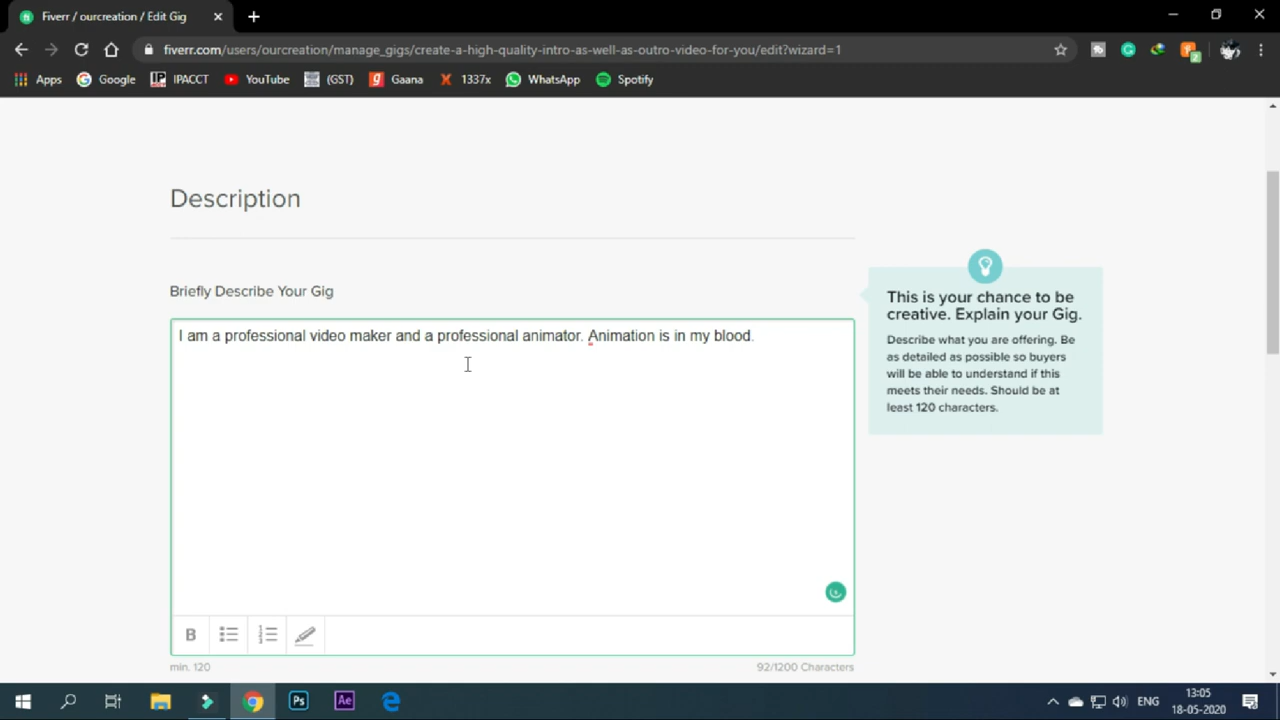 Fiverr / ourcreation / Edit Gig
fiverr.com/users/ourcreation/manage_gigs/create-a-high-quality-intro-as-well-as-outro-video-for-you/edit?wizard=1
Apps Google IPACCT YouTube (GST) Gaana 1337x WhatsApp Spotify
Description
Briefly Describe Your Gig
I am a professional video maker and a professional animator. Animation is in my blood.
This is your chance to be
creative. Explain your Gig.
Describe what you are offering. Be
as detailed as possible so buyers
will be able to understand if this
meets their needs. Should be at
least 120 characters.
B
min. 120
92/1200 Characters
Ps Ae
ENG
13:05
18-05-2020